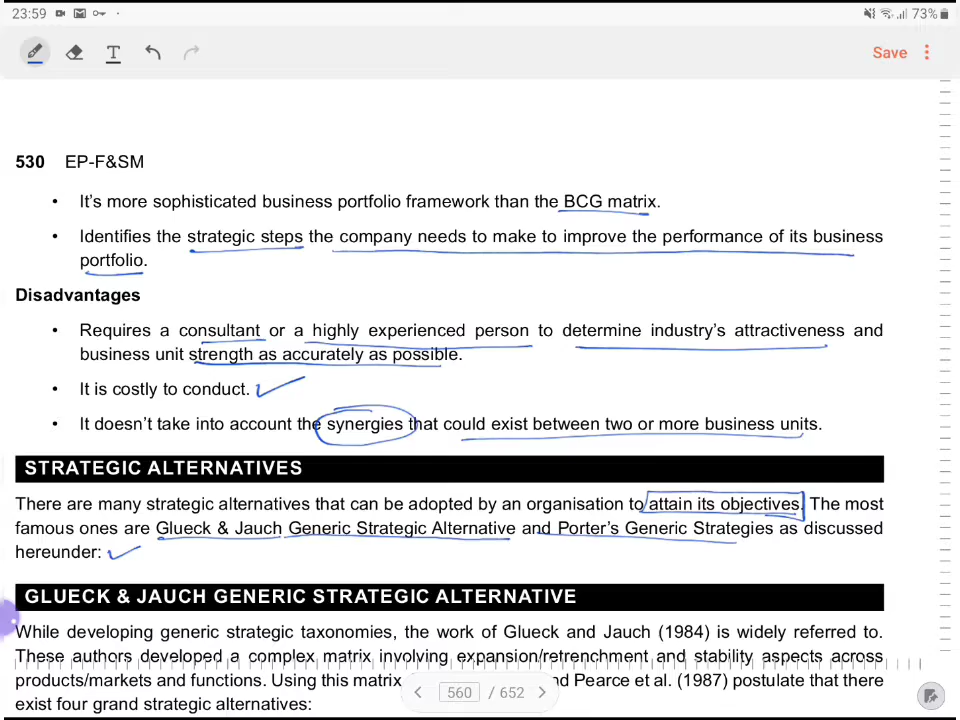 23:59
73%
Save
530 EP-F&SM
• It’s more sophisticated business portfolio framework than the BCG matrix.
• Identifies the strategic steps the company needs to make to improve the performance of its business
portfolio.
Disadvantages
• Requires a consultant or a highly experienced person to determine industry’s attractiveness and
business unit strength as accurately as possible.
• It is costly to conduct.
• It doesn’t take into account the synergies that could exist between two or more business units.
STRATEGIC ALTERNATIVES
There are many strategic alternatives that can be adopted by an organisation to attain its objectives. The most
famous ones are Glueck & Jauch Generic Strategic Alternative and Porter’s Generic Strategies as discussed
hereunder:
GLUECK & JAUCH GENERIC STRATEGIC ALTERNATIVE
While developing generic strategic taxonomies, the work of Glueck and Jauch (1984) is widely referred to.
These authors developed a complex matrix involving expansion/retrenchment and stability aspects across
products/markets and functions. Using this matrix nd Pearce et al. (1987) postulate that there
560 / 652
exist four grand strategic alternatives: